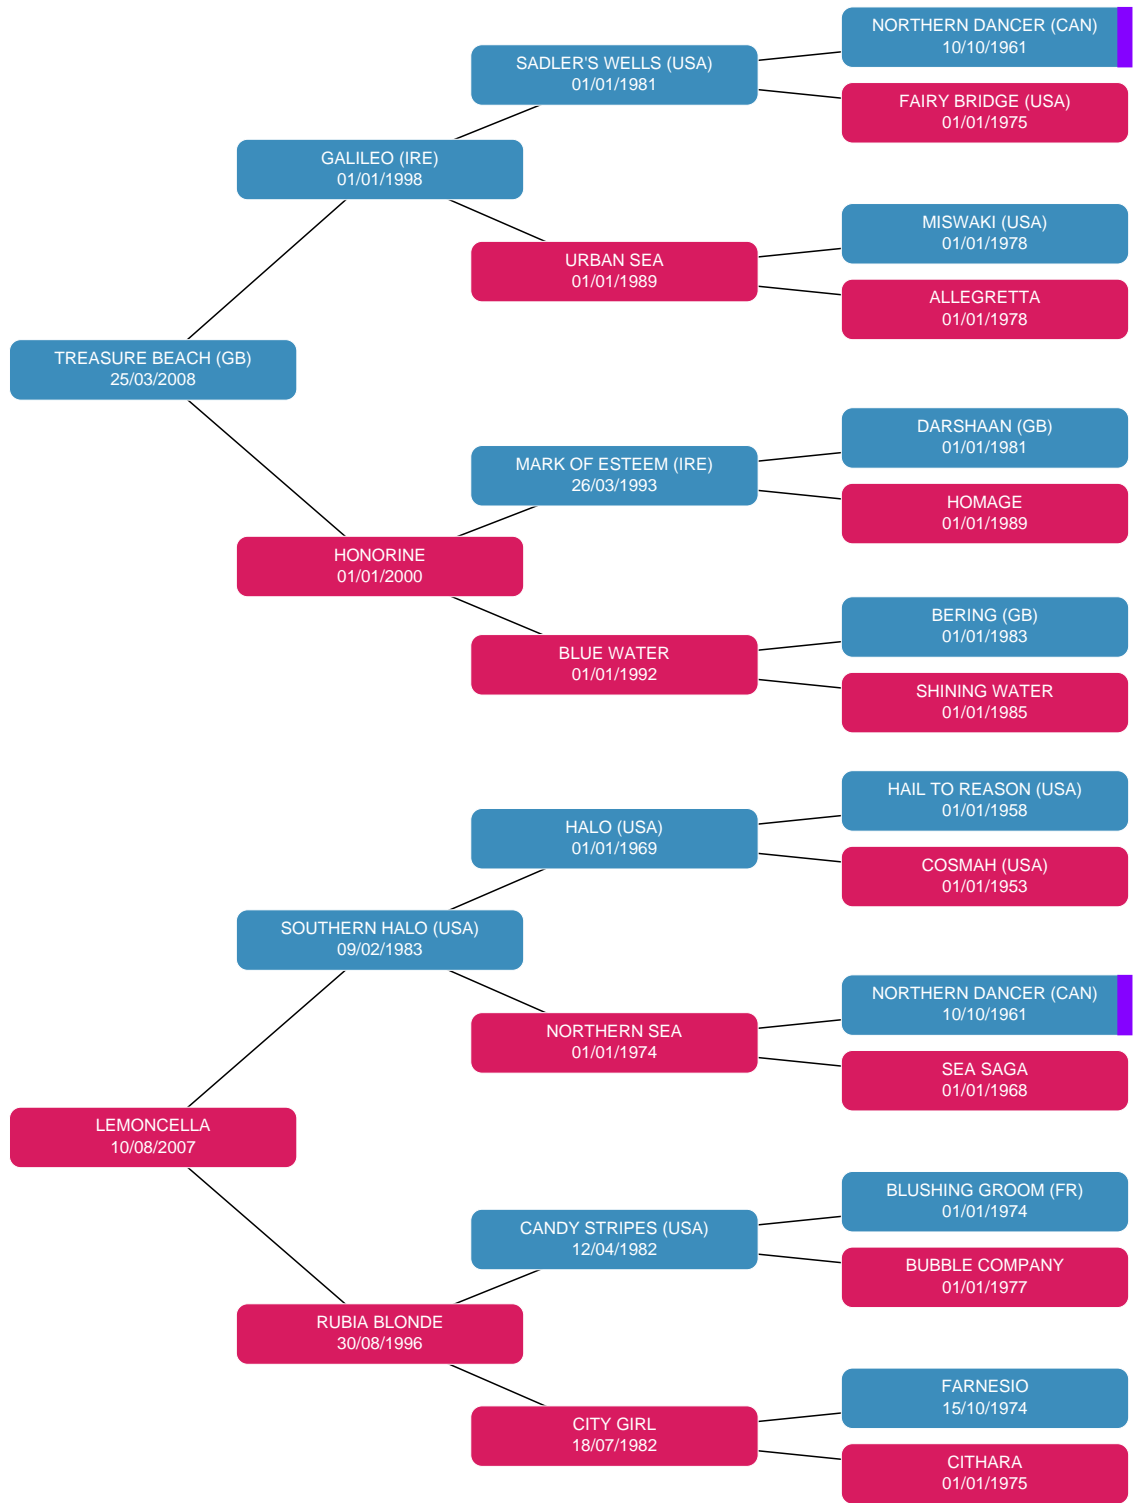 NORTHERN DANCER (CAN)
10/10/1961
SADLER'S WELLS (USA)
01/01/1981
FAIRY BRIDGE (USA)
01/01/1975
GALILEO (IRE)
01/01/1998
MISWAKI (USA)
01/01/1978
URBAN SEA
01/01/1989
ALLEGRETTA
01/01/1978
TREASURE BEACH (GB)
25/03/2008
DARSHAAN (GB)
01/01/1981
MARK OF ESTEEM (IRE)
26/03/1993
HOMAGE
01/01/1989
HONORINE
01/01/2000
BERING (GB)
01/01/1983
BLUE WATER
01/01/1992
SHINING WATER
01/01/1985
HAIL TO REASON (USA)
01/01/1958
HALO (USA)
01/01/1969
COSMAH (USA)
01/01/1953
SOUTHERN HALO (USA)
09/02/1983
NORTHERN DANCER (CAN)
10/10/1961
NORTHERN SEA
01/01/1974
SEA SAGA
01/01/1968
LEMONCELLA
10/08/2007
BLUSHING GROOM (FR)
01/01/1974
CANDY STRIPES (USA)
12/04/1982
BUBBLE COMPANY
01/01/1977
RUBIA BLONDE
30/08/1996
FARNESIO
15/10/1974
CITY GIRL
18/07/1982
CITHARA
01/01/1975